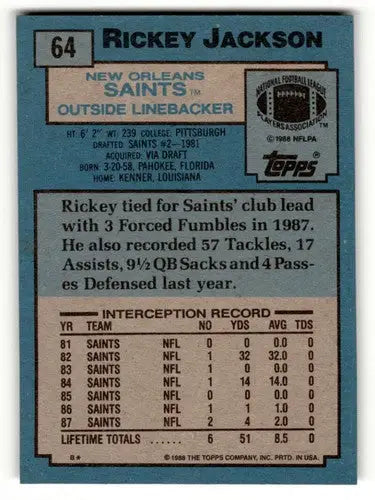 64
RICKEY JACKSON
NEW ORLEANS
SAINTS TM
OUTSIDE LINEBACKER
NATIONAL FOOTBALL LEAGUE
PLAYERS ASSOCIATION
© 1988 NFLPA
HT: 6' 2" WT: 239 COLLEGE: PITTSBURGH
DRAFTED: SAINTS #2—1981
ACQUIRED: VIA DRAFT
BORN: 3-20-58, PAHOKEE, FLORIDA
HOME: KENNER, LOUISIANA
Topps®
Rickey tied for Saints' club lead
with 3 Forced Fumbles in 1987.
He also recorded 57 Tackles, 17
Assists, 9½ QB Sacks and 4 Pass-
es Defensed last year.
INTERCEPTION RECORD
YR TEAM NO YDS AVG TDS
81 SAINTS NFL 0 0 0.0 0
82 SAINTS NFL 1 32 32.0 0
83 SAINTS NFL 1 0 0.0 0
84 SAINTS NFL 1 14 14.0 0
85 SAINTS NFL 0 0 0.0 0
86 SAINTS NFL 1 1 1.0 0
87 SAINTS NFL 2 4 2.0 0
LIFETIME TOTALS ..... 6 51 8.5 0
B* © 1988 THE TOPPS COMPANY, INC. PRTD. IN USA.